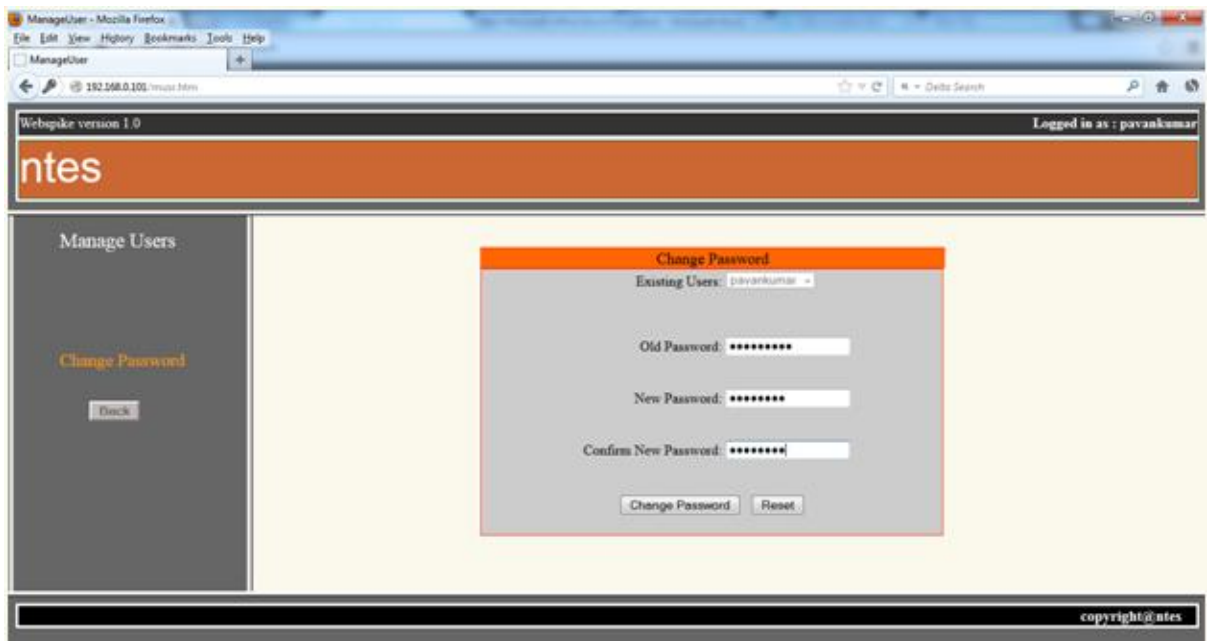 ManageUser - Mozilla Firefox
File Edit View History Bookmarks Tools Help
ManageUser
192.168.0.101/
Delta Search
Webspike version 1.0
Logged in as : pavankumar
ntes
Manage Users
Change Password
Back
Change Password
Existing Users: pavankumar
Old Password: •••••••••
New Password: ••••••••
Confirm New Password: ••••••••
Change Password Reset
copyright@ntes